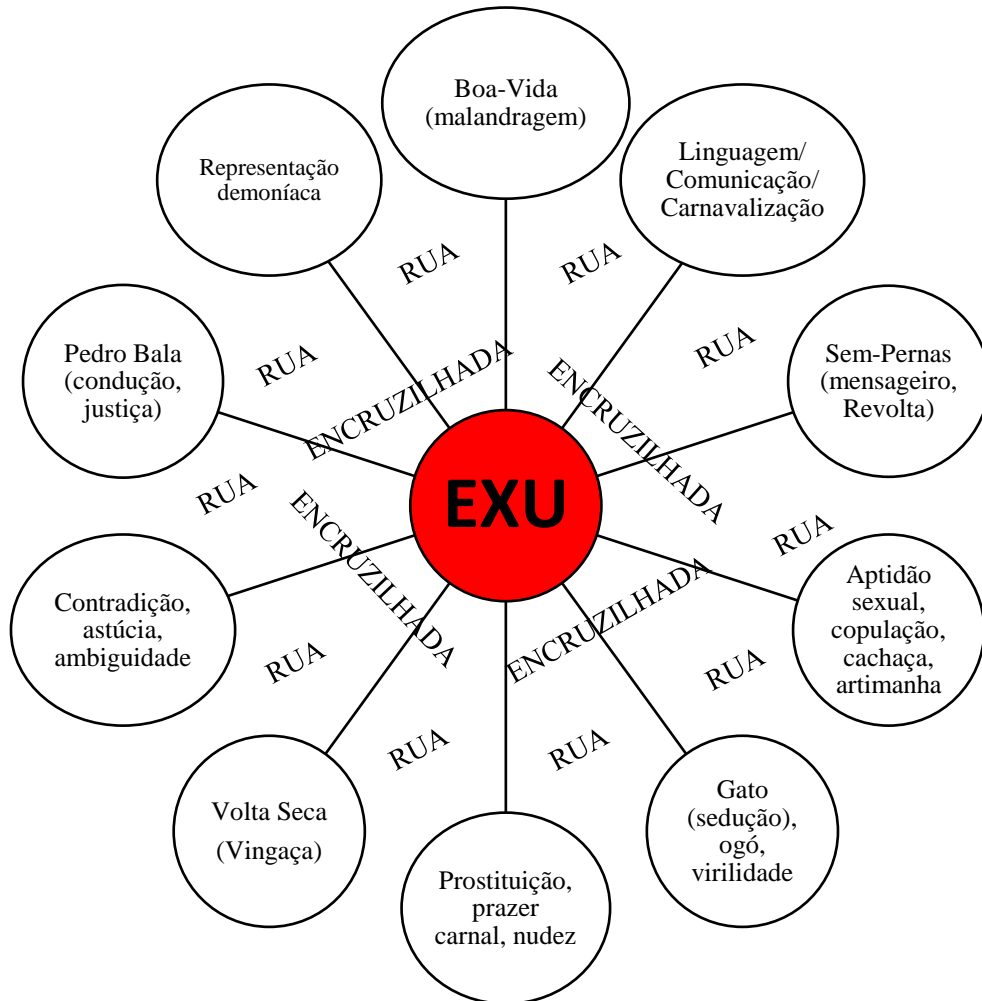 Boa-Vida
(malandragem)
Linguagem/
Comunicação/
Carnavalização
Representação
demoníaca
RUA
RUA
Pedro Bala
(condução,
justiça)
RUA
RUA
Sem-Pernas
(mensageiro,
Revolta)
ENCRUZILHADA
ENCRUZILHADA
EXU
RUA
RUA
ENCRUZILHADA
ENCRUZILHADA
Contradição,
astúcia,
ambiguidade
Aptidão
sexual,
copulação,
cachaça,
artimanha
RUA
RUA
RUA
RUA
Volta Seca
(Vingaça)
Gato
(sedução),
ogó,
virilidade
Prostituição,
prazer
carnal, nudez